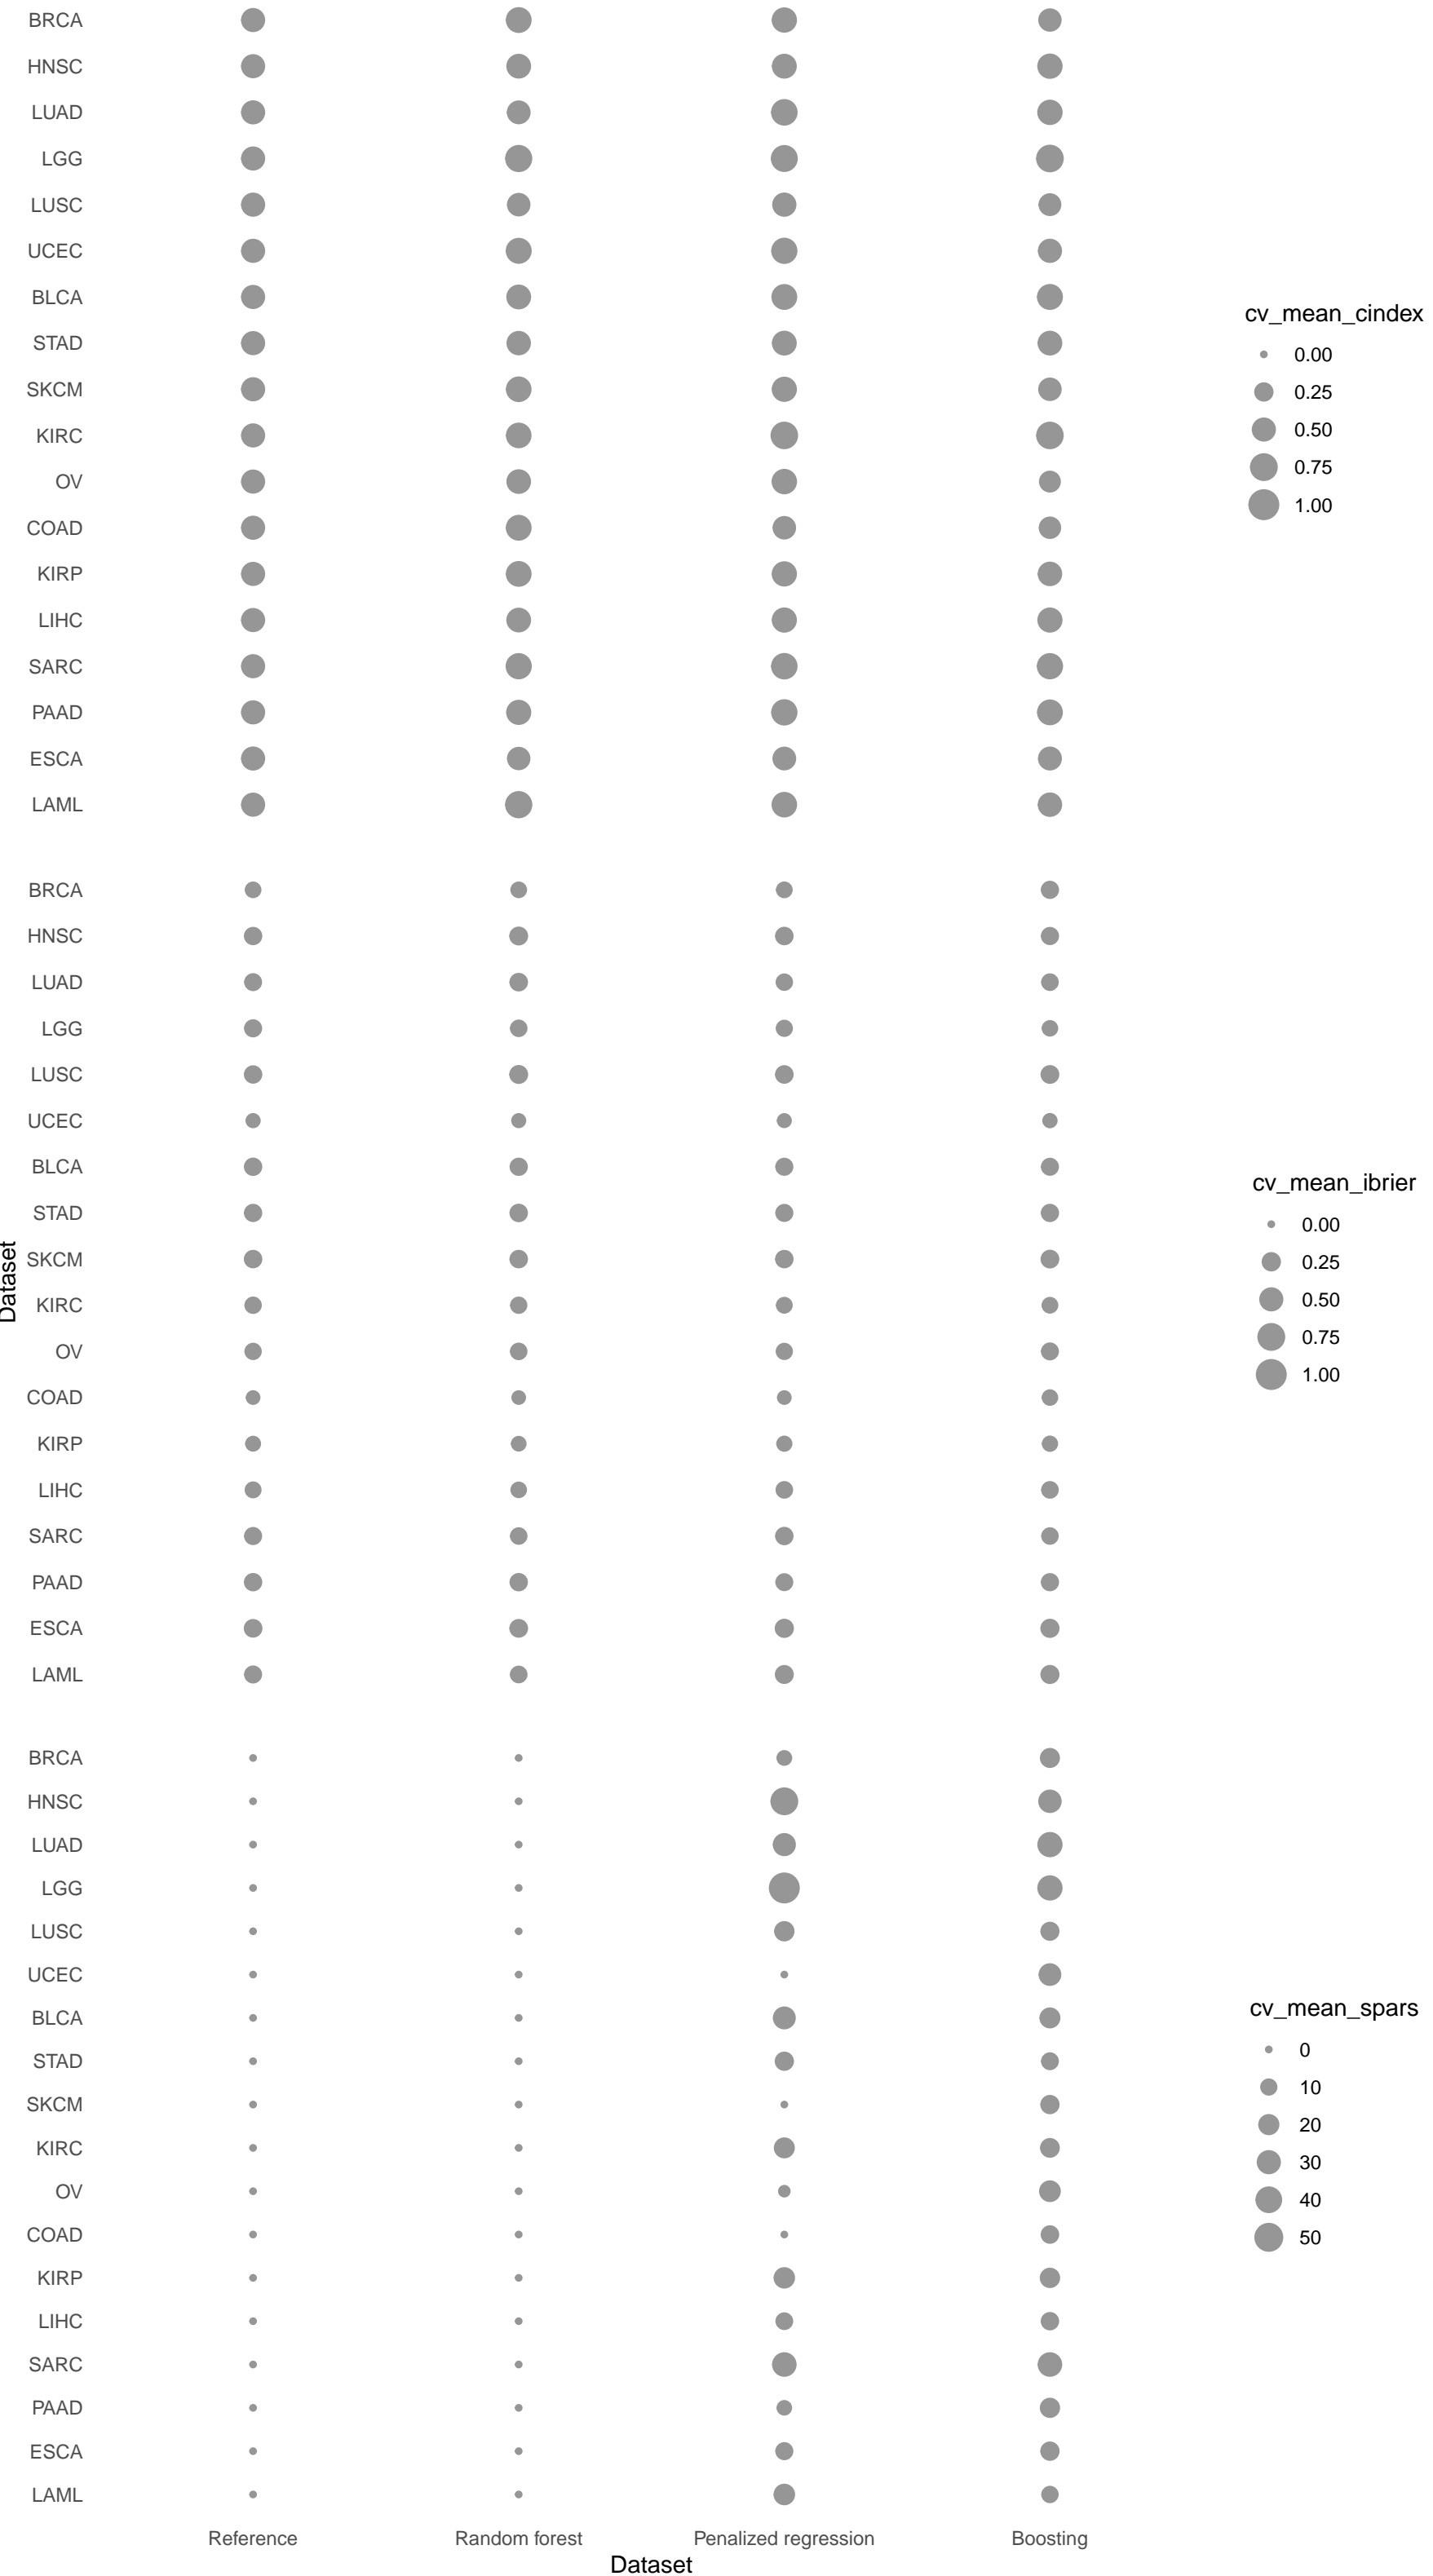 BRCA
HNSC
LUAD
LGG
LUSC
UCEC
BLCA
STAD
SKCM
KIRC
OV
COAD
KIRP
LIHC
SARC
PAAD
ESCA
LAML
cv_mean_cindex
0.00
0.25
0.50
0.75
1.00
BRCA
HNSC
LUAD
LGG
LUSC
UCEC
BLCA
STAD
SKCM
KIRC
OV
COAD
KIRP
LIHC
SARC
PAAD
ESCA
LAML
Dataset
cv_mean_ibrier
0.00
0.25
0.50
0.75
1.00
BRCA
HNSC
LUAD
LGG
LUSC
UCEC
BLCA
STAD
SKCM
KIRC
OV
COAD
KIRP
LIHC
SARC
PAAD
ESCA
LAML
cv_mean_spars
0
10
20
30
40
50
Reference Random forest Penalized regression Boosting
Dataset